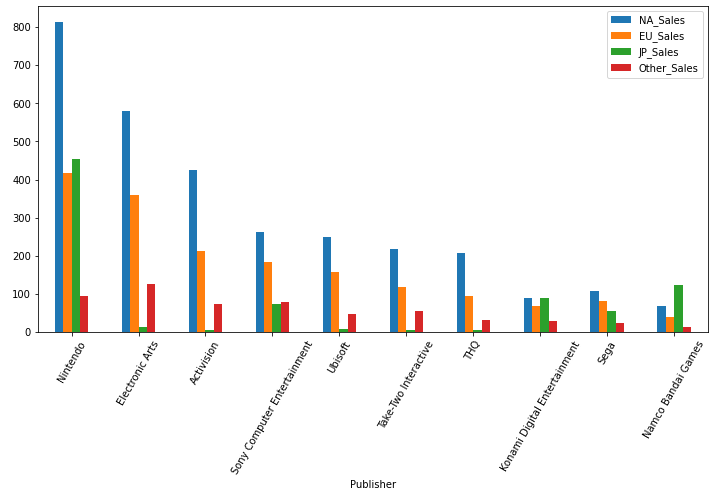 800
700
600
500
400
300
200
100
0
NA_Sales
EU_Sales
JP_Sales
Other_Sales
Nintendo
Electronic Arts
Activision
Sony Computer Entertainment
Ubisoft
Take-Two Interactive
THQ
Konami Digital Entertainment
Sega
Namco Bandai Games
Publisher